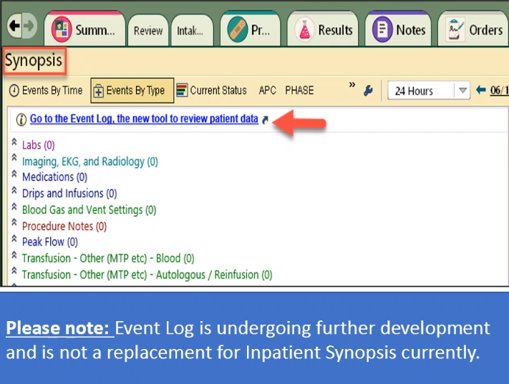 Summ... Review Intak... Pr... Results Notes Orders
Synopsis
Events By Time Events By Type Current Status APC PHASE » 24 Hours 06/1
Go to the Event Log, the new tool to review patient data
Labs (0)
Imaging, EKG, and Radiology (0)
Medications (0)
Drips and Infusions (0)
Blood Gas and Vent Settings (0)
Procedure Notes (0)
Peak Flow (0)
Transfusion - Other (MTP etc) - Blood (0)
Transfusion - Other (MTP etc) - Autologous / Reinfusion (0)
Please note: Event Log is undergoing further development
and is not a replacement for Inpatient Synopsis currently.